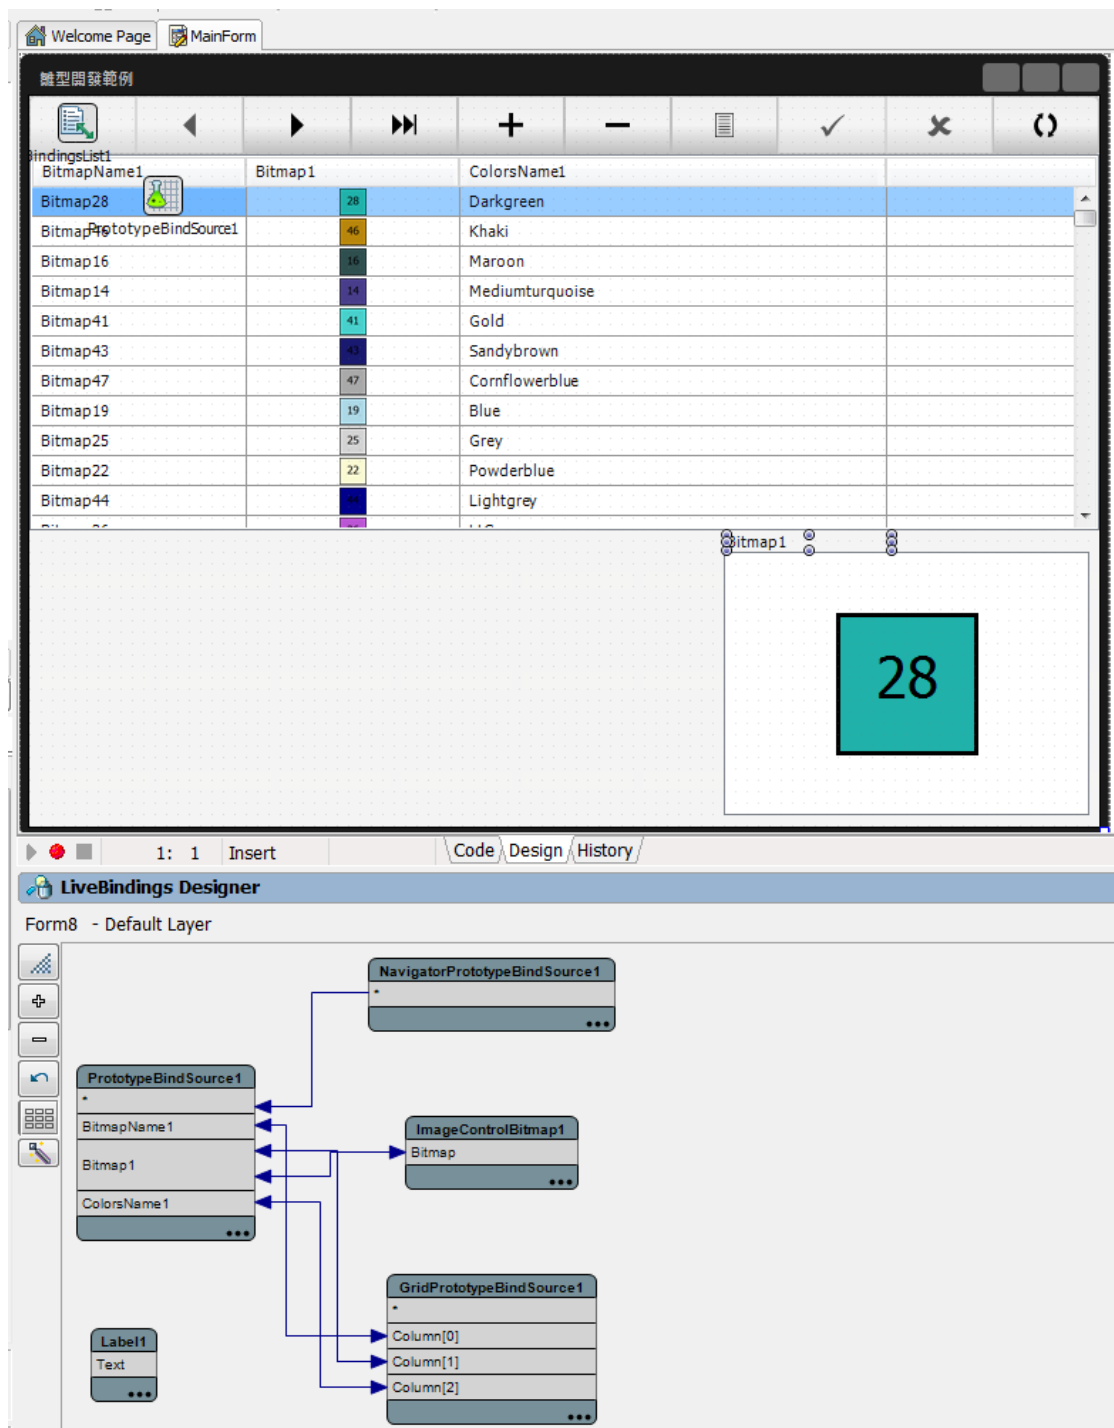 Welcome Page MainForm
雛型開發範例
BindingsList1
BitmapName1 Bitmap1 ColorsName1
Bitmap28 28 Darkgreen
PrototypeBindSource1
Bitmap46 46 Khaki
Bitmap16 16 Maroon
Bitmap14 14 Mediumturquoise
Bitmap41 41 Gold
Bitmap43 43 Sandybrown
Bitmap47 47 Cornflowerblue
Bitmap19 19 Blue
Bitmap25 25 Grey
Bitmap22 22 Powderblue
Bitmap44 44 Lightgrey
Bitmap1
28
1: 1 Insert Code Design History
LiveBindings Designer
Form8 - Default Layer
NavigatorPrototypeBindSource1
*
PrototypeBindSource1
*
BitmapName1
Bitmap1
ColorsName1
ImageControlBitmap1
Bitmap
GridPrototypeBindSource1
*
Column[0]
Column[1]
Column[2]
Label1
Text